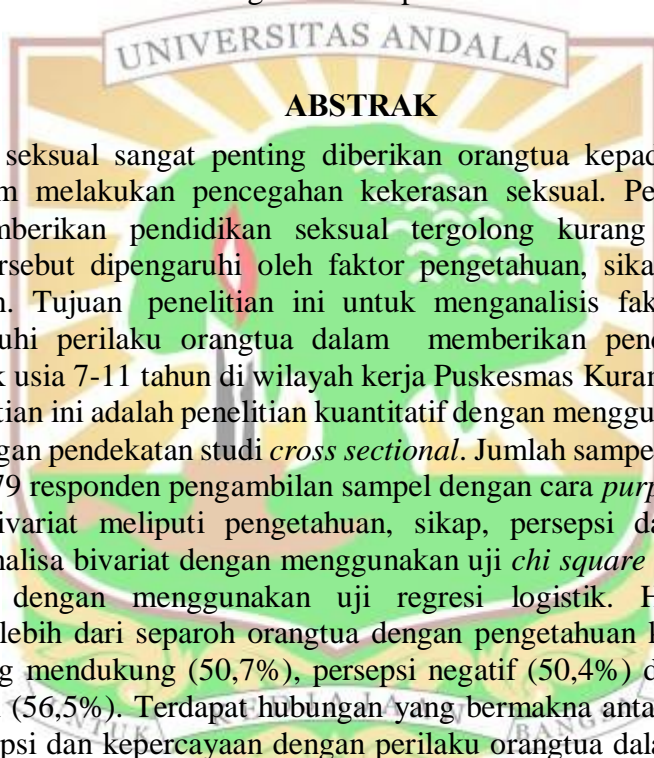 UNIVERSITAS ANDALAS
ABSTRAK
seksual sangat penting diberikan orangtua kepad
m melakukan pencegahan kekerasan seksual. Pe
mberikan pendidikan seksual tergolong kurang
rsebut dipengaruhi oleh faktor pengetahuan, sika
n. Tujuan penelitian ini untuk menganalisis fak
uhi perilaku orangtua dalam memberikan pend
k usia 7-11 tahun di wilayah kerja Puskesmas Kuran
tian ini adalah penelitian kuantitatif dengan menggu
gan pendekatan studi cross sectional. Jumlah sampe
79 responden pengambilan sampel dengan cara purp
ivariat meliputi pengetahuan, sikap, persepsi da
nalisa bivariat dengan menggunakan uji chi square
dengan menggunakan uji regresi logistik. H
lebih dari separoh orangtua dengan pengetahuan k
g mendukung (50,7%), persepsi negatif (50,4%) d
(56,5%). Terdapat hubungan yang bermakna anta
UNTUK KEDJAJAAN BANGSA
psi dan kepercayaan dengan perilaku orangtua dala